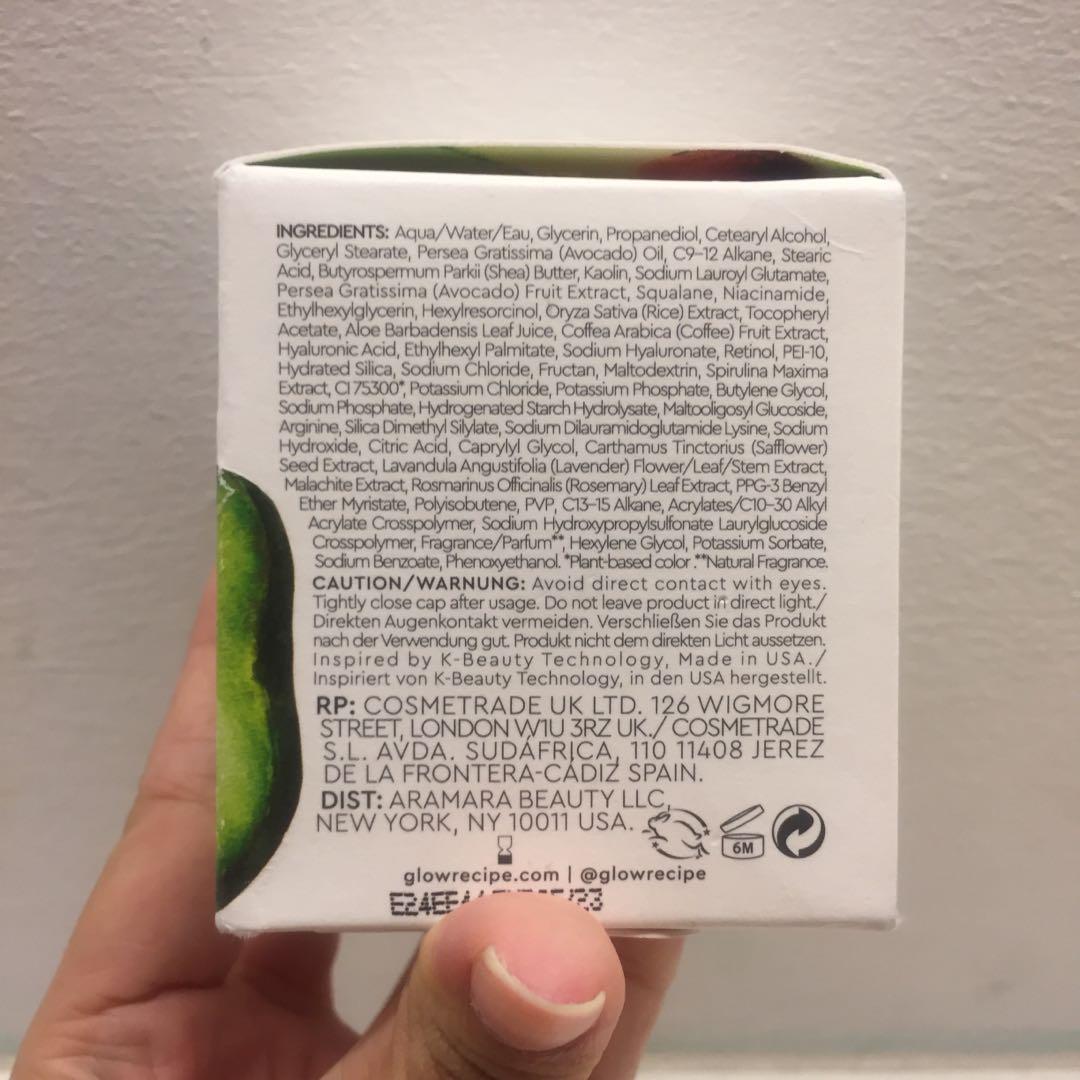 INGREDIENTS: Aqua/Water/Eau, Glycerin, Propanediol, Cetearyl Alcohol,
Glyceryl Stearate, Persea Gratissima (Avocado) Oil, C9-12 Alkane, Stearic
Acid, Butyrospermum Parkii (Shea) Butter, Kaolin, Sodium Lauroyl Glutamate,
Persea Gratissima (Avocado) Fruit Extract, Squalane, Niacinamide,
Ethylhexylglycerin, Hexylresorcinol, Oryza Sativa (Rice) Extract, Tocopheryl
Acetate, Aloe Barbadensis Leaf Juice, Coffea Arabica (Coffee) Fruit Extract,
Hyaluronic Acid, Ethylhexyl Palmitate, Sodium Hyaluronate, Retinol, PEI-10,
Hydrated Silica, Sodium Chloride, Fructan, Maltodextrin, Spirulina Maxima
Extract, CI 75300*, Potassium Chloride, Potassium Phosphate, Butylene Glycol,
Sodium Phosphate, Hydrogenated Starch Hydrolysate, Maltooligosyl Glucoside,
Arginine, Silica Dimethyl Silylate, Sodium Dilauramidoglutamide Lysine, Sodium
Hydroxide, Citric Acid, Caprylyl Glycol, Carthamus Tinctorius (Safflower)
Seed Extract, Lavandula Angustifolia (Lavender) Flower/Leaf/Stem Extract,
Malachite Extract, Rosmarinus Officinalis (Rosemary) Leaf Extract, PPG-3 Benzyl
Ether Myristate, Polyisobutene, PVP, C13-15 Alkane, Acrylates/C10-30 Alkyl
Acrylate Crosspolymer, Sodium Hydroxypropylsulfonate Laurylglucoside
Crosspolymer, Fragrance/Parfum**, Hexylene Glycol, Potassium Sorbate,
Sodium Benzoate, Phenoxyethanol. *Plant-based color .**Natural Fragrance.
CAUTION/WARNUNG: Avoid direct contact with eyes.
Tightly close cap after usage. Do not leave product in direct light./
Direkten Augenkontakt vermeiden. Verschließen Sie das Produkt
nach der Verwendung gut. Produkt nicht dem direkten Licht aussetzen.
Inspired by K-Beauty Technology, Made in USA./
Inspiriert von K-Beauty Technology, in den USA hergestellt.
RP: COSMETRADE UK LTD. 126 WIGMORE
STREET, LONDON W1U 3RZ UK./ COSMETRADE
S.L. AVDA. SUDÁFRICA, 110 11408 JEREZ
DE LA FRONTERA-CÁDIZ SPAIN.
DIST: ARAMARA BEAUTY LLC,
NEW YORK, NY 10011 USA.
6M
glowrecipe.com | @glowrecipe